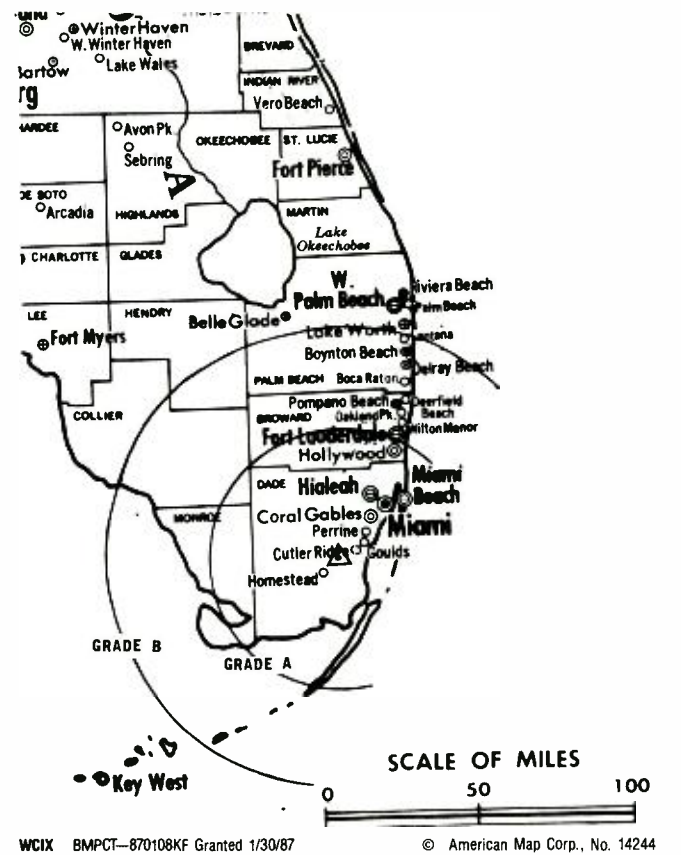 Winter Haven
W. Winter Haven
Lake Wales
Bartow
rg
BREVARD
INDIAN RIVER
Vero Beach
HARDEE
Avon Pk.
Sebring
OKEECHOBEE
ST. LUCIE
Fort Pierce
DE SOTO
Arcadia
HIGHLANDS
MARTIN
Lake
Okeechobee
CHARLOTTE
GLADES
W.
Palm Beach
Riviera Beach
Palm Beach
LEE
HENDRY
Belle Glade
Fort Myers
Lake Worth
Lantana
Boynton Beach
Delray Beach
PALM BEACH
Boca Raton
COLLIER
Pompano Beach
Deerfield
Beach
BROWARD
Oakland Pk.
Fort Lauderdale
Wilton Manor
Hollywood
DADE
Hialeah
Miami
Beach
MONROE
Coral Gables
Miami
Perrine
Cutler Ridge
Goulds
Homestead
GRADE B
GRADE A
Key West
SCALE OF MILES
0 50 100
WCIX BMPCT—870108KF Granted 1/30/87
© American Map Corp., No. 14244